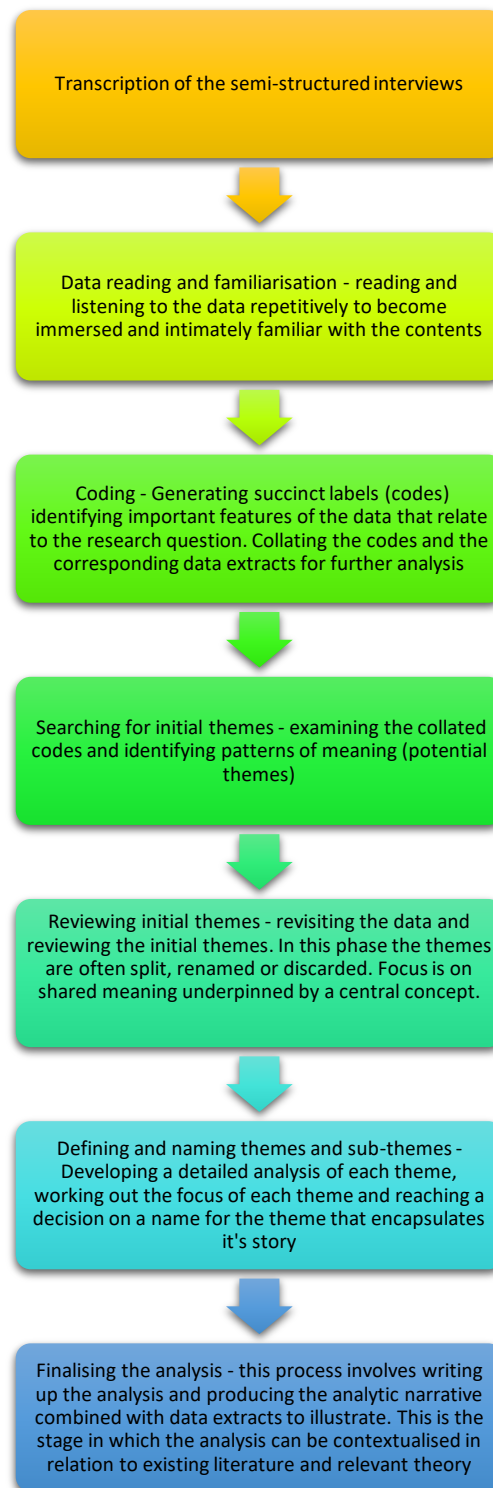 Transcription of the semi-structured interviews
Data reading and familiarisation - reading and
listening to the data repetitively to become
immersed and intimately familiar with the contents
Coding - Generating succinct labels (codes)
identifying important features of the data that relate
to the research question. Collating the codes and the
corresponding data extracts for further analysis
Searching for initial themes - examining the collated
codes and identifying patterns of meaning (potential
themes)
Reviewing initial themes - revisiting the data and
reviewing the initial themes. In this phase the themes
are often split, renamed or discarded. Focus is on
shared meaning underpinned by a central concept.
Defining and naming themes and sub-themes -
Developing a detailed analysis of each theme,
working out the focus of each theme and reaching a
decision on a name for the theme that encapsulates
it's story
Finalising the analysis - this process involves writing
up the analysis and producing the analytic narrative
combined with data extracts to illustrate. This is the
stage in which the analysis can be contextualised in
relation to existing literature and relevant theory